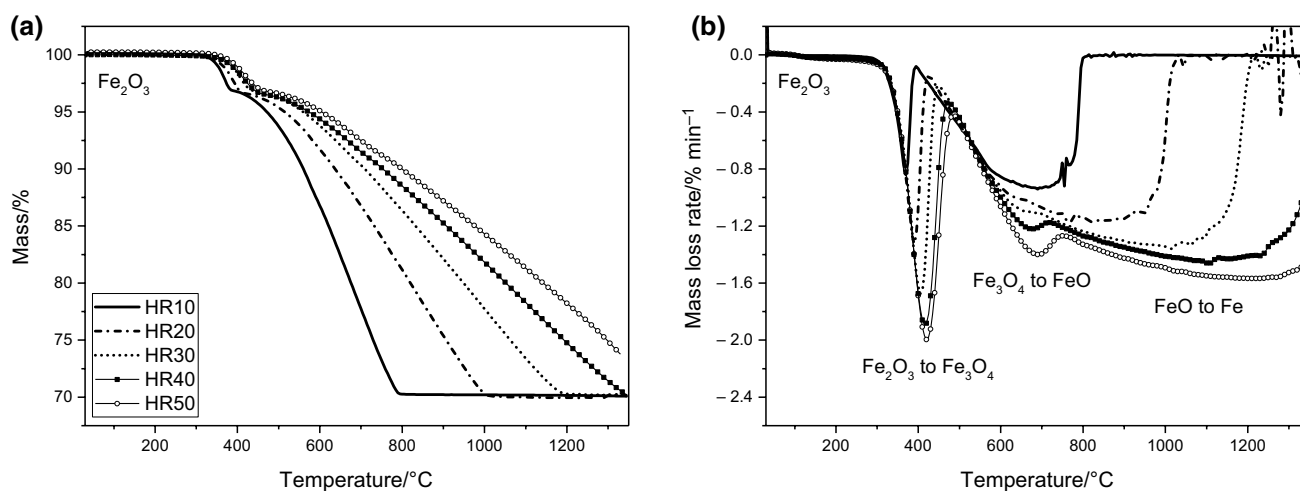 (a)
100
95
90
85
80
75
70
Mass/%
Fe₂O₃
HR10
HR20
HR30
HR40
HR50
200 400 600 800 1000 1200
Temperature/°C
(b)
0.0
– 0.4
– 0.8
– 1.2
– 1.6
– 2.0
– 2.4
Mass loss rate/% min⁻¹
Fe₂O₃
Fe₃O₄ to FeO
FeO to Fe
Fe₂O₃ to Fe₃O₄
200 400 600 800 1000 1200
Temperature/°C